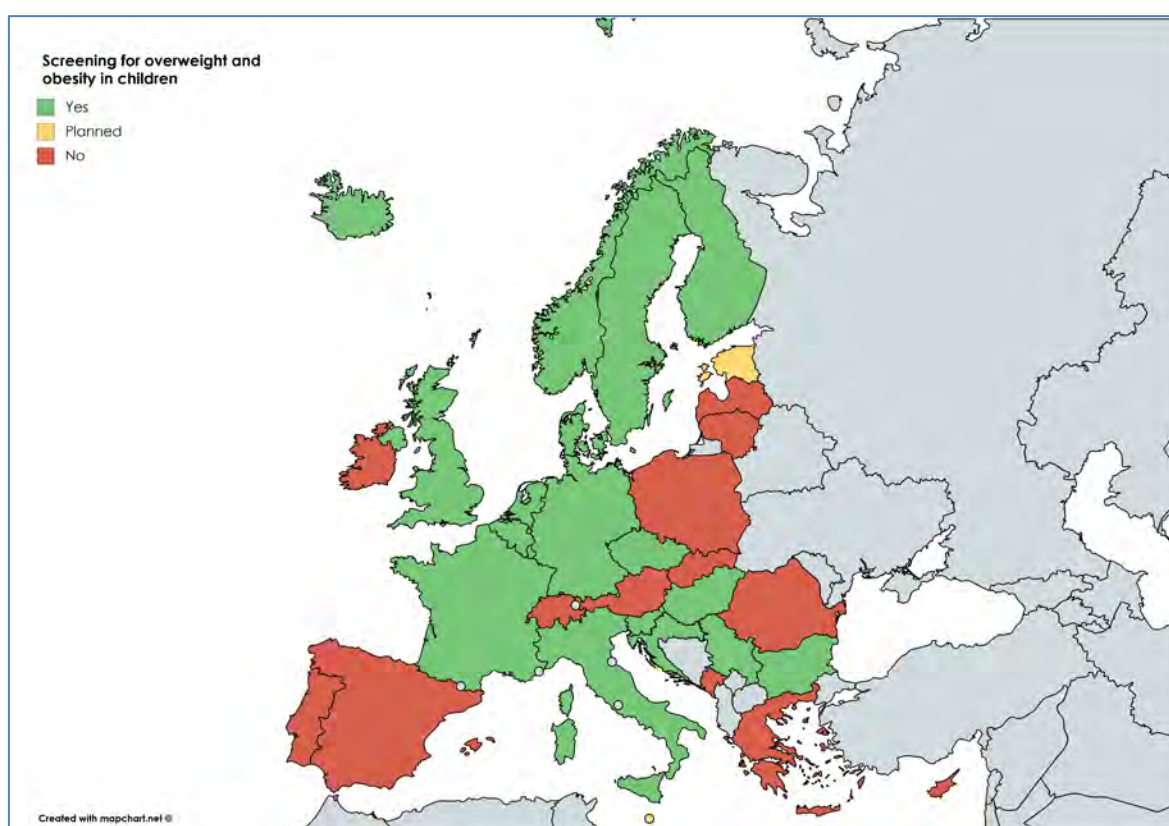 Screening for overweight and
obesity in children
Yes
Planned
No
Created with mapchart.net ©